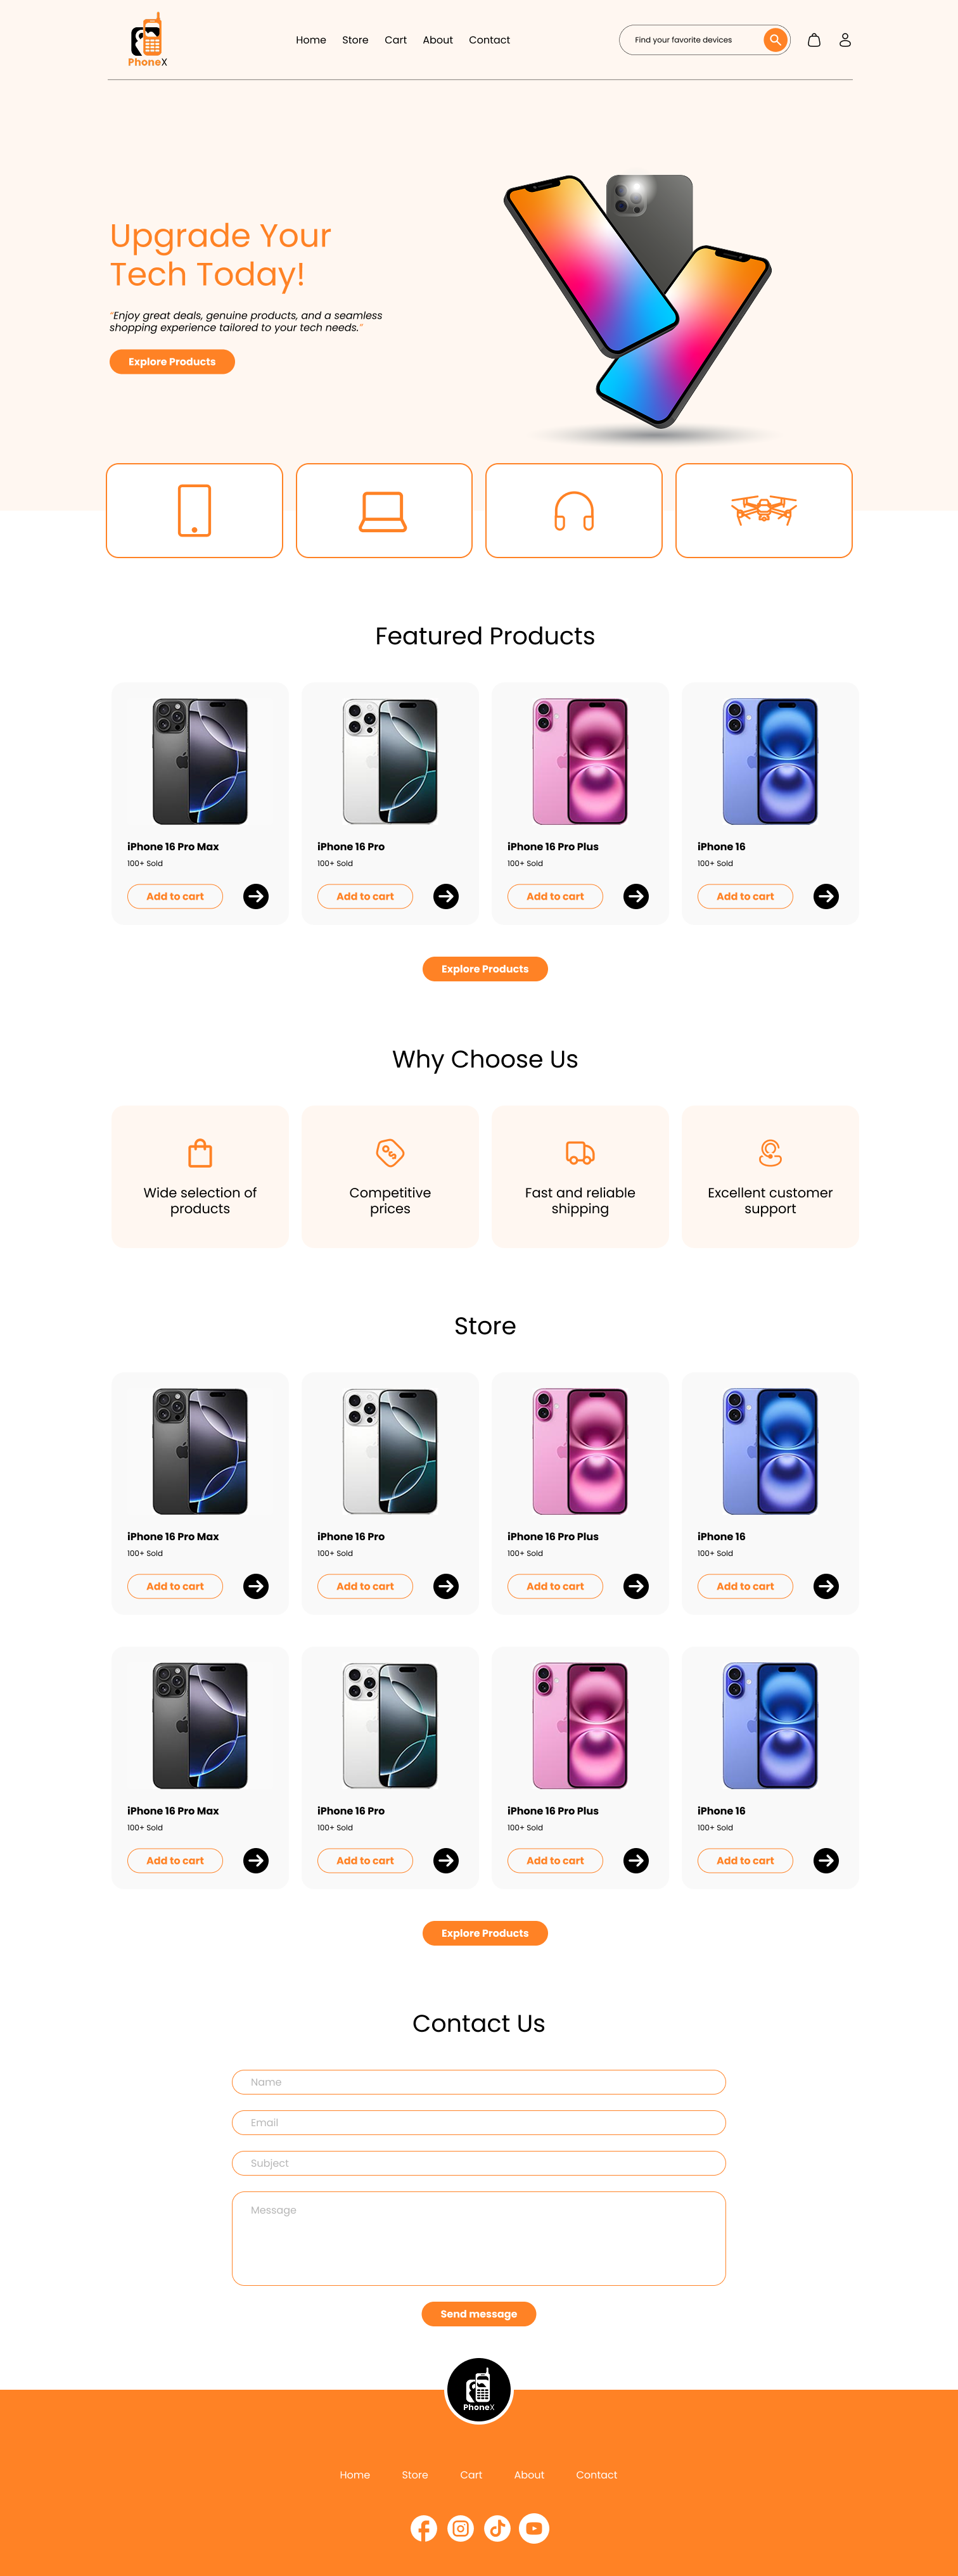 PhoneX
Home
Store
Cart
About
Contact
Find your favorite devices
Upgrade Your
Tech Today!
"Enjoy great deals, genuine products, and a seamless
shopping experience tailored to your tech needs."
Explore Products
Featured Products
iPhone 16 Pro Max
100+ Sold
Add to cart
iPhone 16 Pro
100+ Sold
Add to cart
iPhone 16 Pro Plus
100+ Sold
Add to cart
iPhone 16
100+ Sold
Add to cart
Explore Products
Why Choose Us
Wide selection of
products
Competitive
prices
Fast and reliable
shipping
Excellent customer
support
Store
iPhone 16 Pro Max
100+ Sold
Add to cart
iPhone 16 Pro
100+ Sold
Add to cart
iPhone 16 Pro Plus
100+ Sold
Add to cart
iPhone 16
100+ Sold
Add to cart
iPhone 16 Pro Max
100+ Sold
Add to cart
iPhone 16 Pro
100+ Sold
Add to cart
iPhone 16 Pro Plus
100+ Sold
Add to cart
iPhone 16
100+ Sold
Add to cart
Explore Products
Contact Us
Name
Email
Subject
Message
Send message
PhoneX
Home
Store
Cart
About
Contact